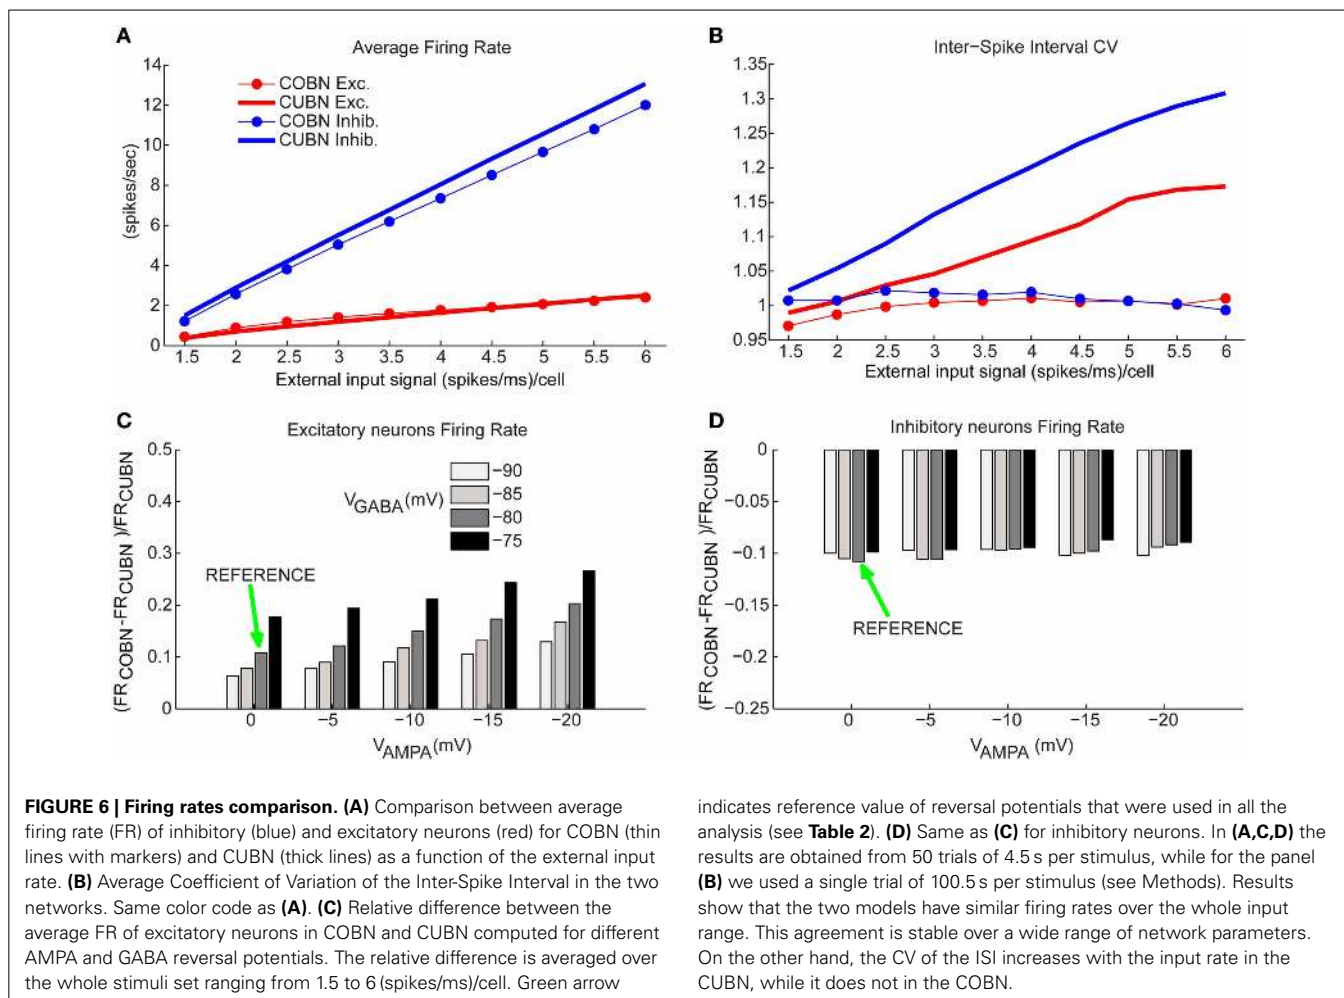 A
Average Firing Rate
14
12
10
8
6
4
2
0
(spikes/sec)
COBN Exc.
CUBN Exc.
COBN Inhib.
CUBN Inhib.
1.5 2 2.5 3 3.5 4 4.5 5 5.5 6
External input signal (spikes/ms)/cell
B
Inter-Spike Interval CV
1.35
1.3
1.25
1.2
1.15
1.1
1.05
1
0.95
1.5 2 2.5 3 3.5 4 4.5 5 5.5 6
External input signal (spikes/ms)/cell
C
Excitatory neurons Firing Rate
0.5
0.4
0.3
0.2
0.1
0
(FRCOBN-FRCUBN)/FRCUBN
VGABA(mV)
-90
-85
-80
-75
REFERENCE
0 -5 -10 -15 -20
VAMPA(mV)
D
Inhibitory neurons Firing Rate
0
-0.05
-0.1
-0.15
-0.2
-0.25
(FRCOBN-FRCUBN)/FRCUBN
REFERENCE
0 -5 -10 -15 -20
VAMPA(mV)
FIGURE 6 | Firing rates comparison. (A) Comparison between average
firing rate (FR) of inhibitory (blue) and excitatory neurons (red) for COBN (thin
lines with markers) and CUBN (thick lines) as a function of the external input
rate. (B) Average Coefficient of Variation of the Inter-Spike Interval in the two
networks. Same color code as (A). (C) Relative difference between the
average FR of excitatory neurons in COBN and CUBN computed for different
AMPA and GABA reversal potentials. The relative difference is averaged over
the whole stimuli set ranging from 1.5 to 6 (spikes/ms)/cell. Green arrow
indicates reference value of reversal potentials that were used in all the
analysis (see Table 2). (D) Same as (C) for inhibitory neurons. In (A,C,D) the
results are obtained from 50 trials of 4.5 s per stimulus, while for the panel
(B) we used a single trial of 100.5 s per stimulus (see Methods). Results
show that the two models have similar firing rates over the whole input
range. This agreement is stable over a wide range of network parameters.
On the other hand, the CV of the ISI increases with the input rate in the
CUBN, while it does not in the COBN.